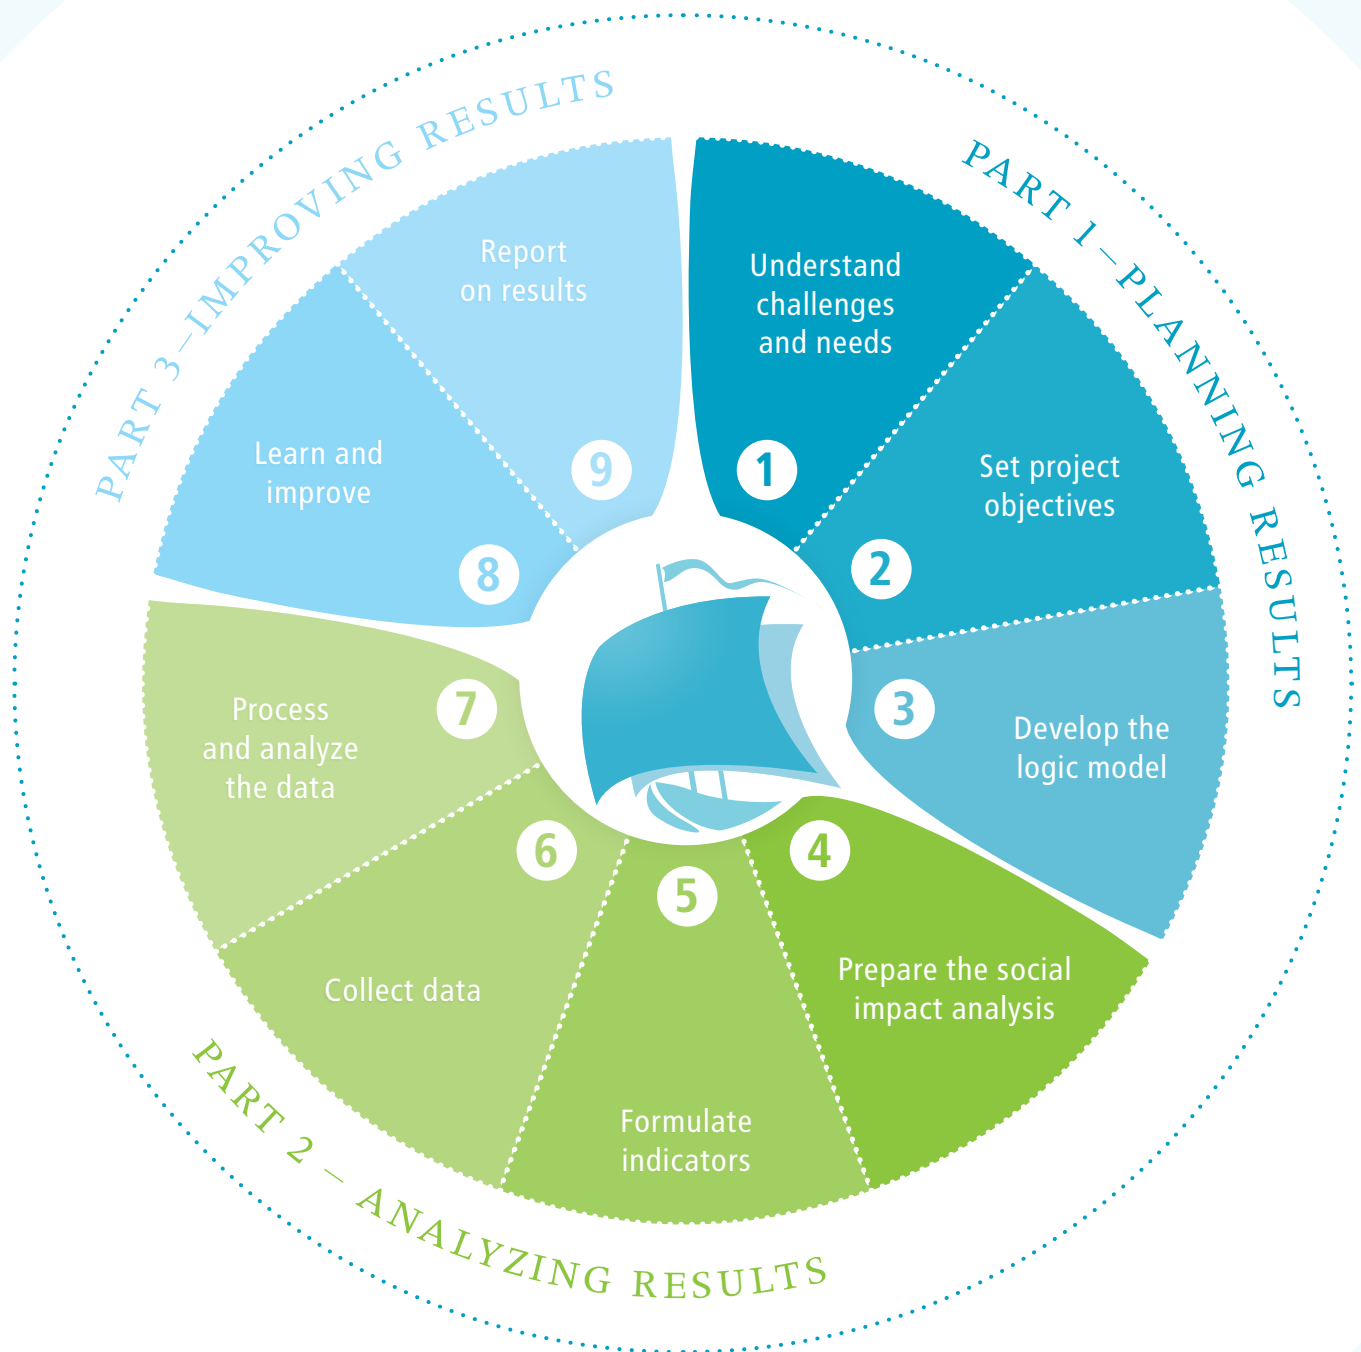 PART 1 – PLANNING RESULTS
Understand
challenges
and needs
1
Set project
objectives
2
Develop the
logic model
3
PART 2 – ANALYZING RESULTS
Prepare the social
impact analysis
4
Formulate
indicators
5
Collect data
6
Process
and analyze
the data
7
PART 3 – IMPROVING RESULTS
Learn and
improve
8
Report
on results
9